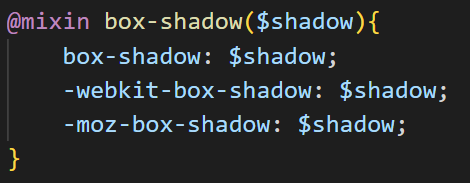 @mixin box-shadow($shadow){
    box-shadow: $shadow;
    -webkit-box-shadow: $shadow;
    -moz-box-shadow: $shadow;
}